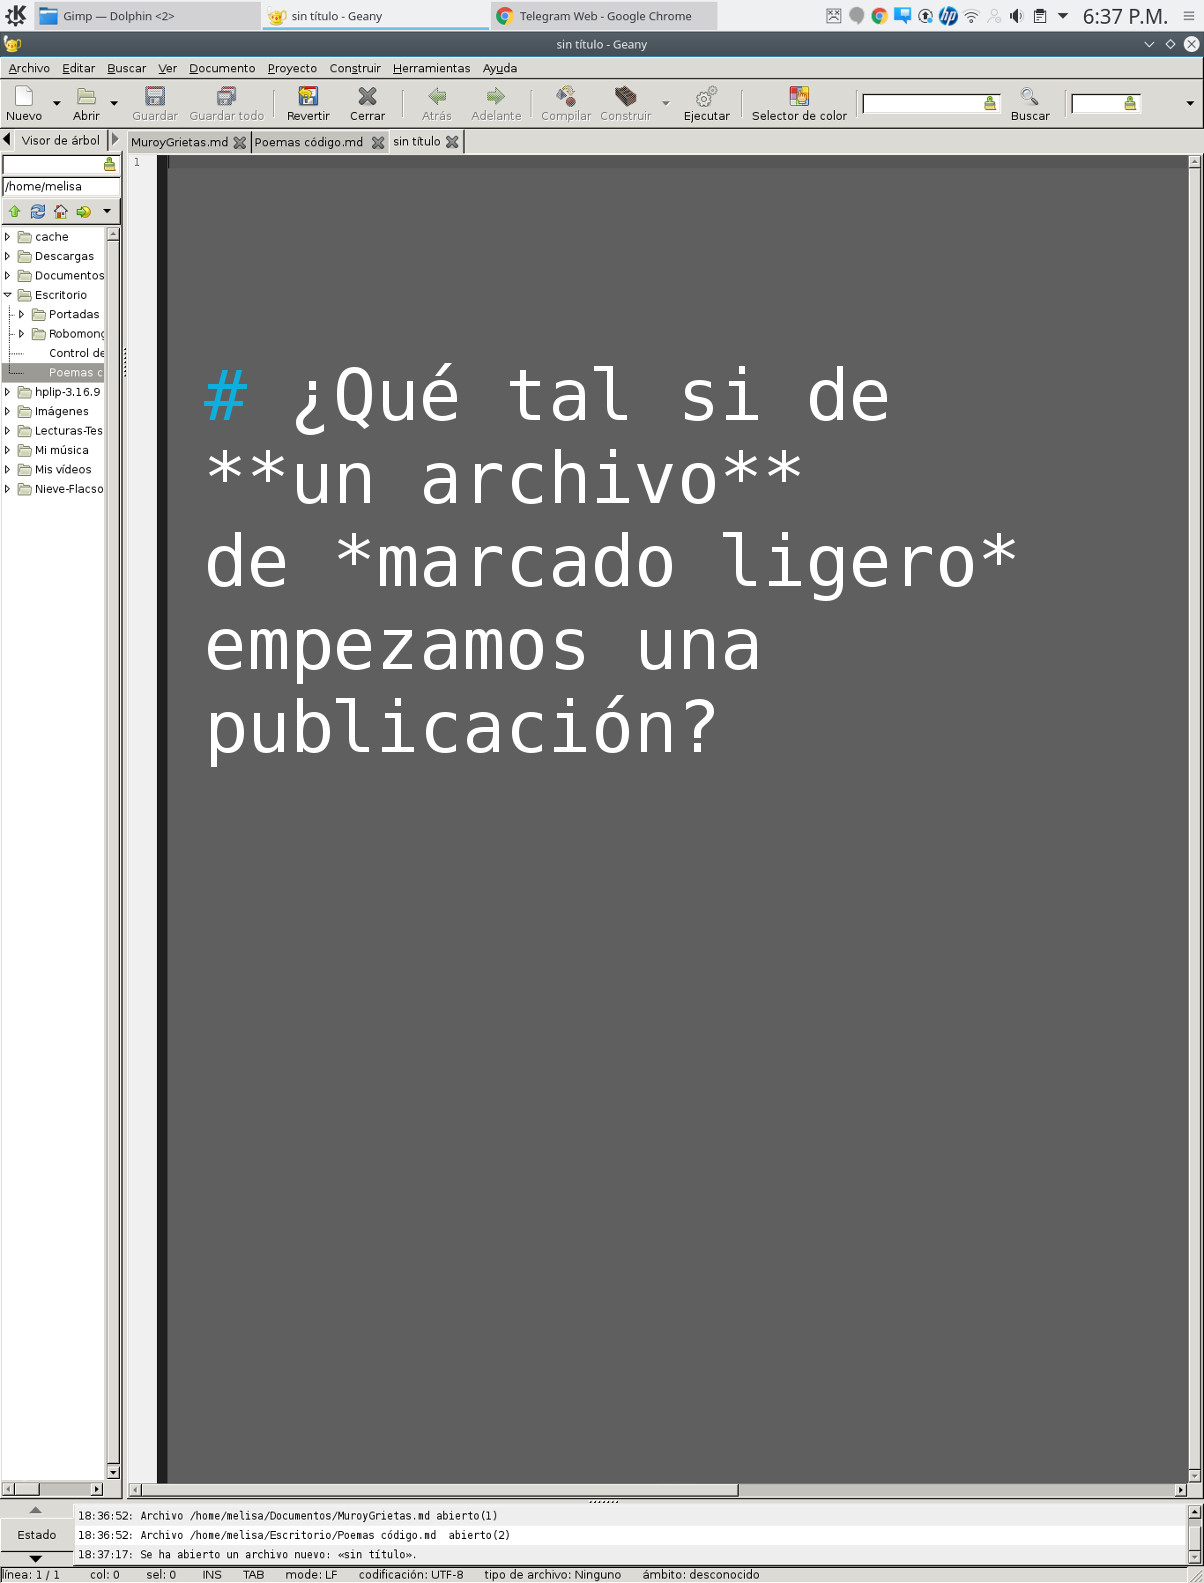 Gimp — Dolphin <2>
sin título - Geany
Telegram Web - Google Chrome
6:37 P.M.
sin título - Geany
Archivo Editar Buscar Ver Documento Proyecto Construir Herramientas Ayuda
Nuevo Abrir Guardar Guardar todo Revertir Cerrar Atrás Adelante Compilar Construir Ejecutar Selector de color Buscar
Visor de árbol
MuroyGrietas.md
Poemas código.md
sin título
/home/melisa
cache
Descargas
Documentos
Escritorio
Portadas
Robomong
Control de
Poemas c
hplip-3.16.9
Imágenes
Lecturas-Tes
Mi música
Mis vídeos
Nieve-Flacso
1
# ¿Qué tal si de
**un archivo**
de *marcado ligero*
empezamos una
publicación?
Estado
18:36:52: Archivo /home/melisa/Documentos/MuroyGrietas.md abierto(1)
18:36:52: Archivo /home/melisa/Escritorio/Poemas código.md  abierto(2)
18:37:17: Se ha abierto un archivo nuevo: «sin título».
línea: 1 / 1 col: 0 sel: 0 INS TAB mode: LF codificación: UTF-8 tipo de archivo: Ninguno ámbito: desconocido